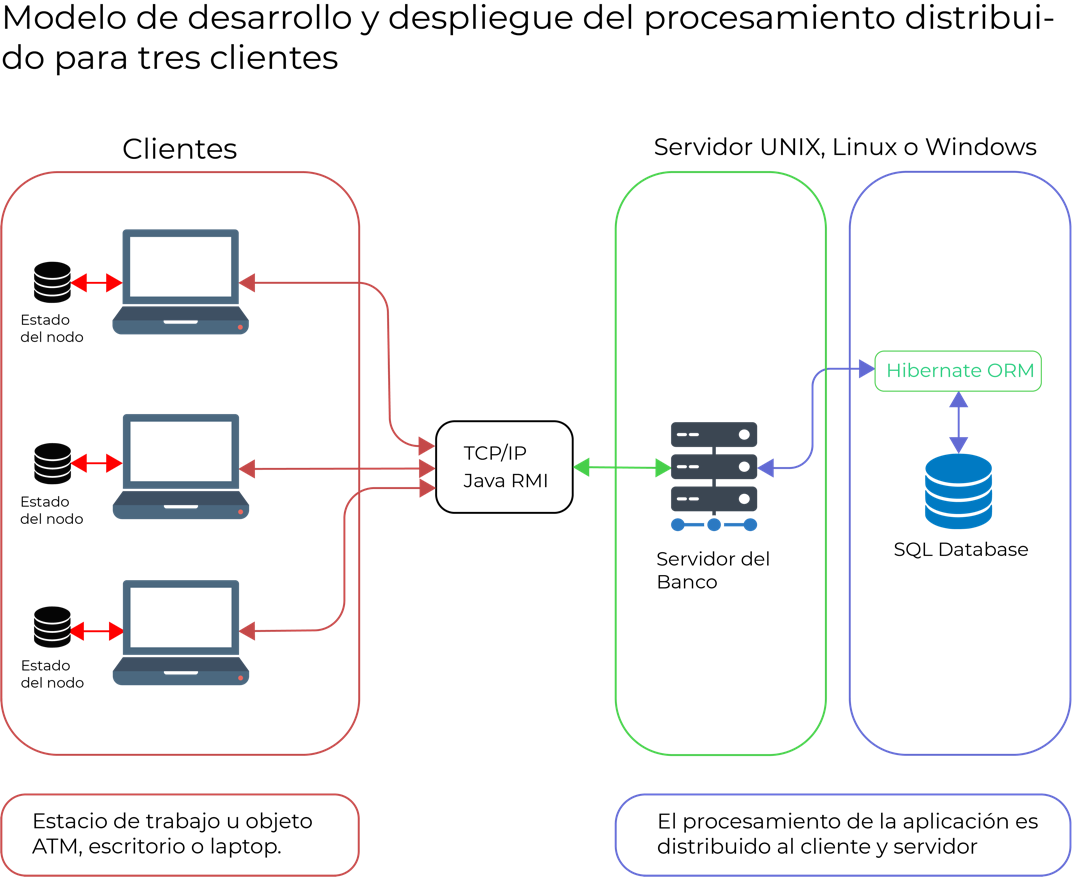 Modelo de desarrollo y despliegue del procesamiento distribui-
do para tres clientes
Clientes
Servidor UNIX, Linux o Windows
Estado
del nodo
Estado
del nodo
Estado
del nodo
TCP/IP
Java RMI
Servidor del
Banco
Hibernate ORM
SQL Database
Estacio de trabajo u objeto
ATM, escritorio o laptop.
El procesamiento de la aplicación es
distribuido al cliente y servidor